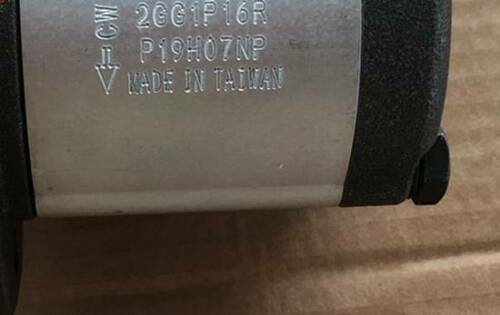 CW
2GG1P16R
P19H07NP
MADE IN TAIWAN